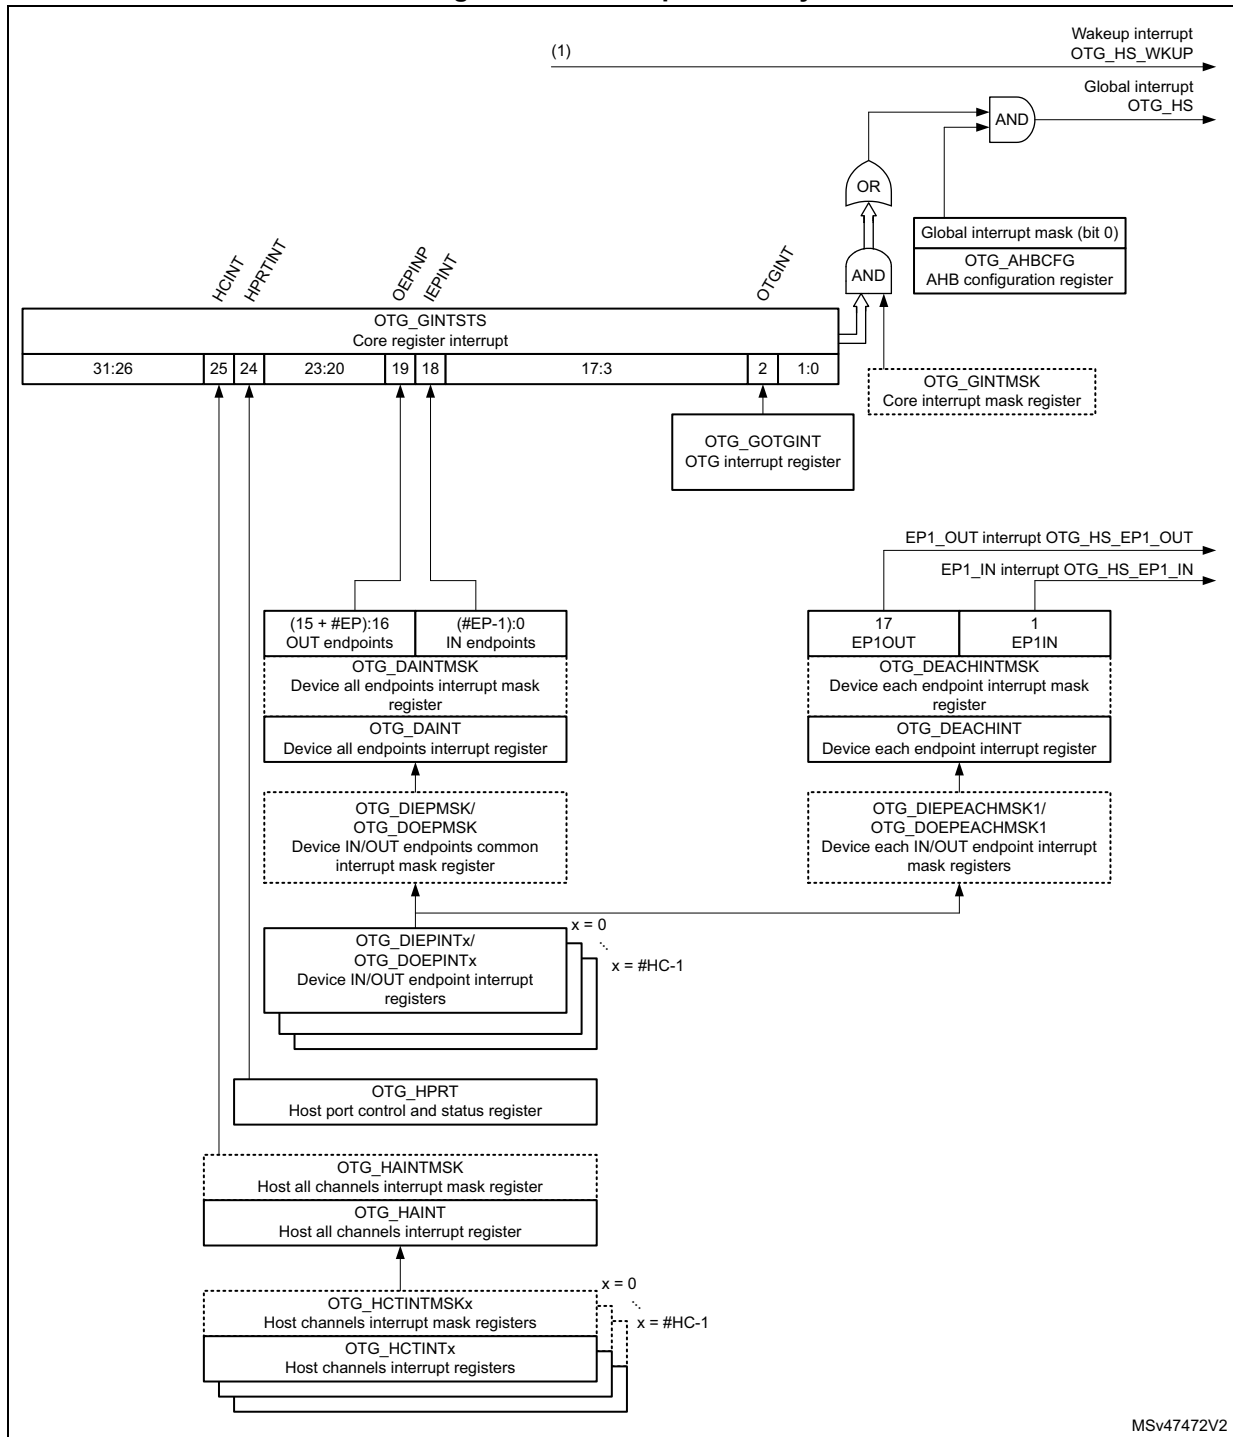 (1)
Wakeup interrupt
OTG_HS_WKUP
Global interrupt
OTG_HS
AND
OR
AND
Global interrupt mask (bit 0)
OTG_AHBCFG
AHB configuration register
HCINT
HPRTINT
OEPINP
IEPINT
OTGINT
OTG_GINTSTS
Core register interrupt
31:26 25 24 23:20 19 18 17:3 2 1:0
OTG_GINTMSK
Core interrupt mask register
OTG_GOTGINT
OTG interrupt register
EP1_OUT interrupt OTG_HS_EP1_OUT
EP1_IN interrupt OTG_HS_EP1_IN
(15 + #EP):16
OUT endpoints
(#EP-1):0
IN endpoints
OTG_DAINTMSK
Device all endpoints interrupt mask
register
OTG_DAINT
Device all endpoints interrupt register
17
EP1OUT
1
EP1IN
OTG_DEACHINTMSK
Device each endpoint interrupt mask
register
OTG_DEACHINT
Device each endpoint interrupt register
OTG_DIEPMSK/
OTG_DOEPMSK
Device IN/OUT endpoints common
interrupt mask register
OTG_DIEPEACHMSK1/
OTG_DOEPEACHMSK1
Device each IN/OUT endpoint interrupt
mask registers
OTG_DIEPINTx/
OTG_DOEPINTx
Device IN/OUT endpoint interrupt
registers
x = 0
x = #HC-1
OTG_HPRT
Host port control and status register
OTG_HAINTMSK
Host all channels interrupt mask register
OTG_HAINT
Host all channels interrupt register
OTG_HCTINTMSKx
Host channels interrupt mask registers
OTG_HCTINTx
Host channels interrupt registers
x = 0
x = #HC-1
MSv47472V2